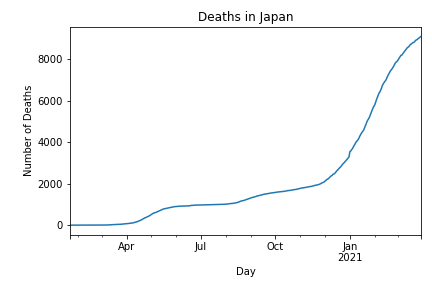 Deaths in Japan
Number of Deaths
8000
6000
4000
2000
0
Apr
Jul
Oct
Jan
2021
Day